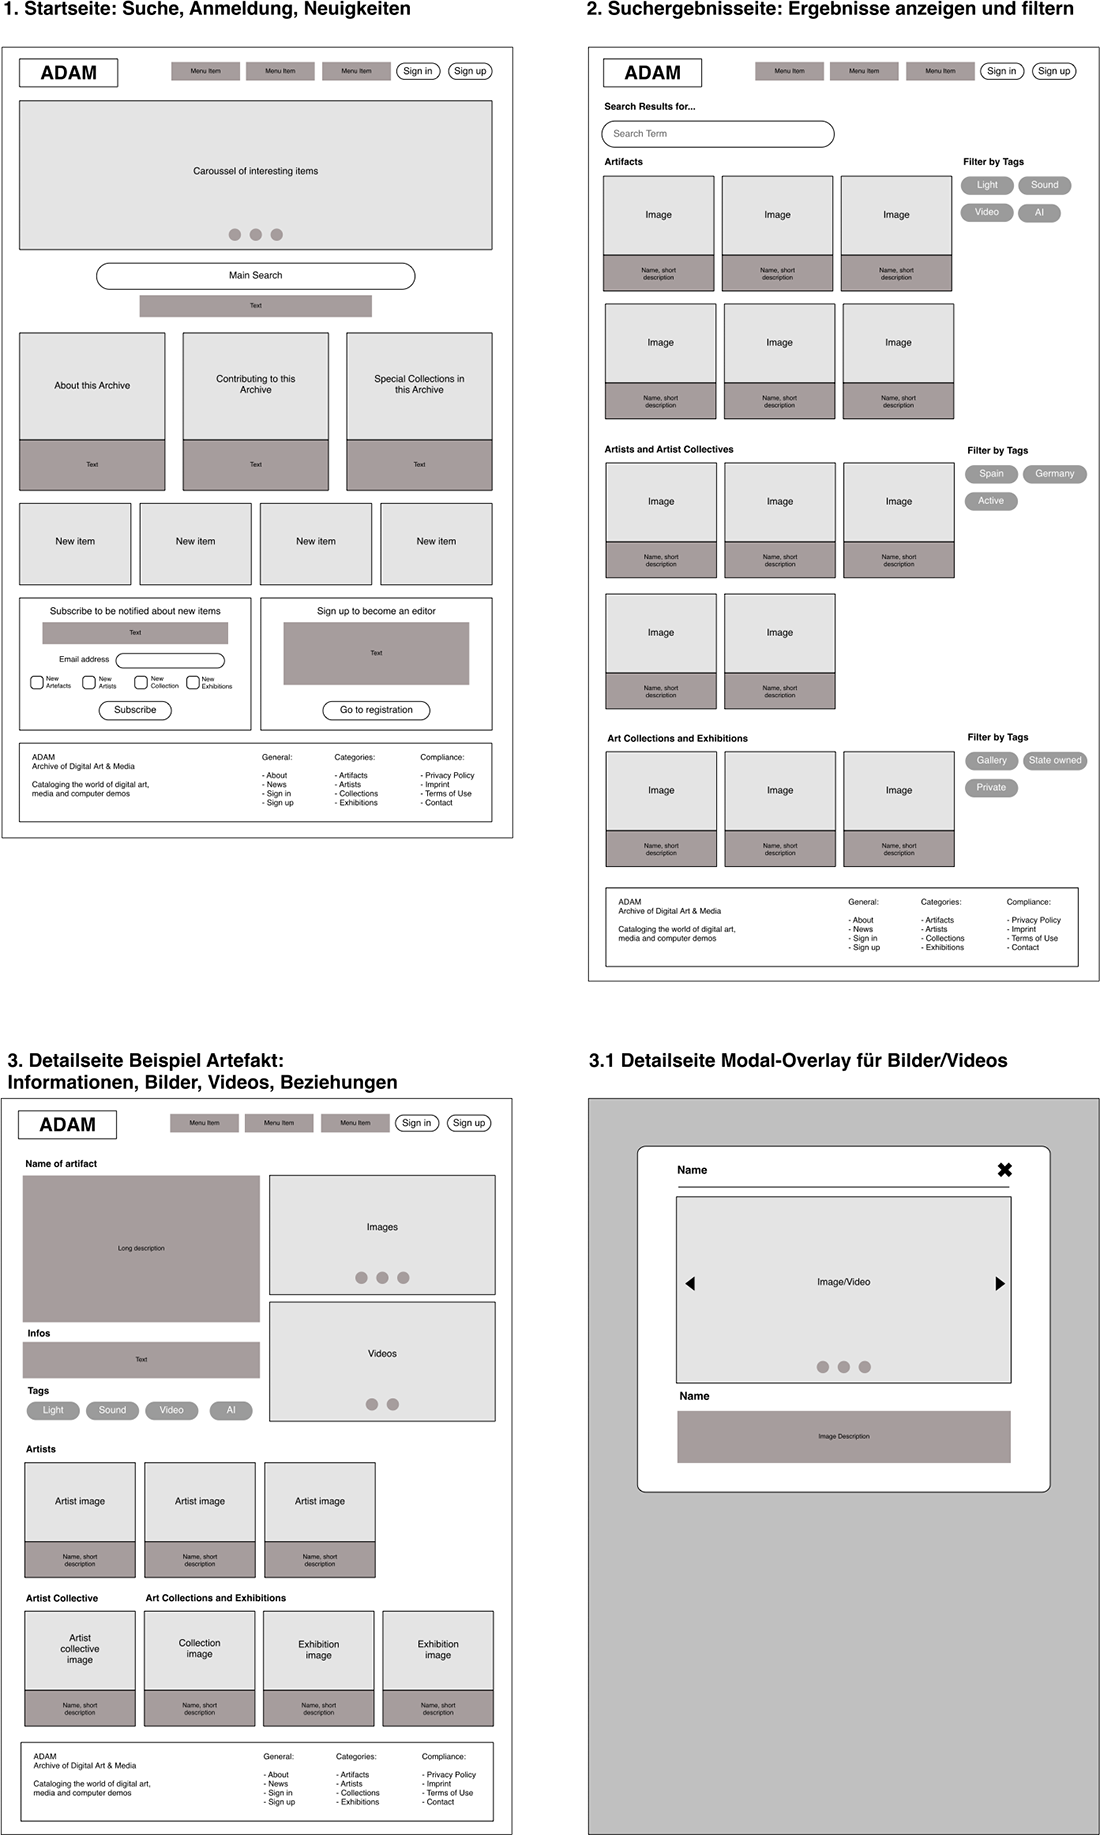 1. Startseite: Suche, Anmeldung, Neuigkeiten
ADAM
Menu Item
Menu Item
Menu Item
Sign in
Sign up
Caroussel of interesting items
Main Search
Text
About this Archive
Text
Contributing to this
Archive
Text
Special Collections in
this Archive
Text
New item
New item
New item
New item
Subscribe to be notified about new items
Text
Email address
New
Artefacts
New
Artists
New
Collection
New
Exhibitions
Subscribe
Sign up to become an editor
Text
Go to registration
ADAM
Archive of Digital Art & Media
Cataloging the world of digital art,
media and computer demos
General:
- About
- News
- Sign in
- Sign up
Categories:
- Artifacts
- Artists
- Collections
- Exhibitions
Compliance:
- Privacy Policy
- Imprint
- Terms of Use
- Contact
2. Suchergebnisseite: Ergebnisse anzeigen und filtern
ADAM
Menu Item
Menu Item
Menu Item
Sign in
Sign up
Search Results for...
Search Term
Artifacts
Image
Name, short
description
Image
Name, short
description
Image
Name, short
description
Image
Name, short
description
Image
Name, short
description
Image
Name, short
description
Filter by Tags
Light
Sound
Video
AI
Artists and Artist Collectives
Image
Name, short
description
Image
Name, short
description
Image
Name, short
description
Image
Name, short
description
Image
Name, short
description
Filter by Tags
Spain
Germany
Active
Art Collections and Exhibitions
Image
Name, short
description
Image
Name, short
description
Image
Name, short
description
Filter by Tags
Gallery
State owned
Private
ADAM
Archive of Digital Art & Media
Cataloging the world of digital art,
media and computer demos
General:
- About
- News
- Sign in
- Sign up
Categories:
- Artifacts
- Artists
- Collections
- Exhibitions
Compliance:
- Privacy Policy
- Imprint
- Terms of Use
- Contact
3. Detailseite Beispiel Artefakt:
Informationen, Bilder, Videos, Beziehungen
ADAM
Menu Item
Menu Item
Menu Item
Sign in
Sign up
Name of artifact
Long description
Images
Videos
Infos
Text
Tags
Light
Sound
Video
AI
Artists
Artist image
Name, short
description
Artist image
Name, short
description
Artist image
Name, short
description
Artist Collective
Artist
collective
image
Name, short
description
Art Collections and Exhibitions
Collection
image
Name, short
description
Exhibition
image
Name, short
description
Exhibition
image
Name, short
description
ADAM
Archive of Digital Art & Media
Cataloging the world of digital art,
media and computer demos
General:
- About
- News
- Sign in
- Sign up
Categories:
- Artifacts
- Artists
- Collections
- Exhibitions
Compliance:
- Privacy Policy
- Imprint
- Terms of Use
- Contact
3.1 Detailseite Modal-Overlay für Bilder/Videos
Name
Image/Video
Name
Image Description